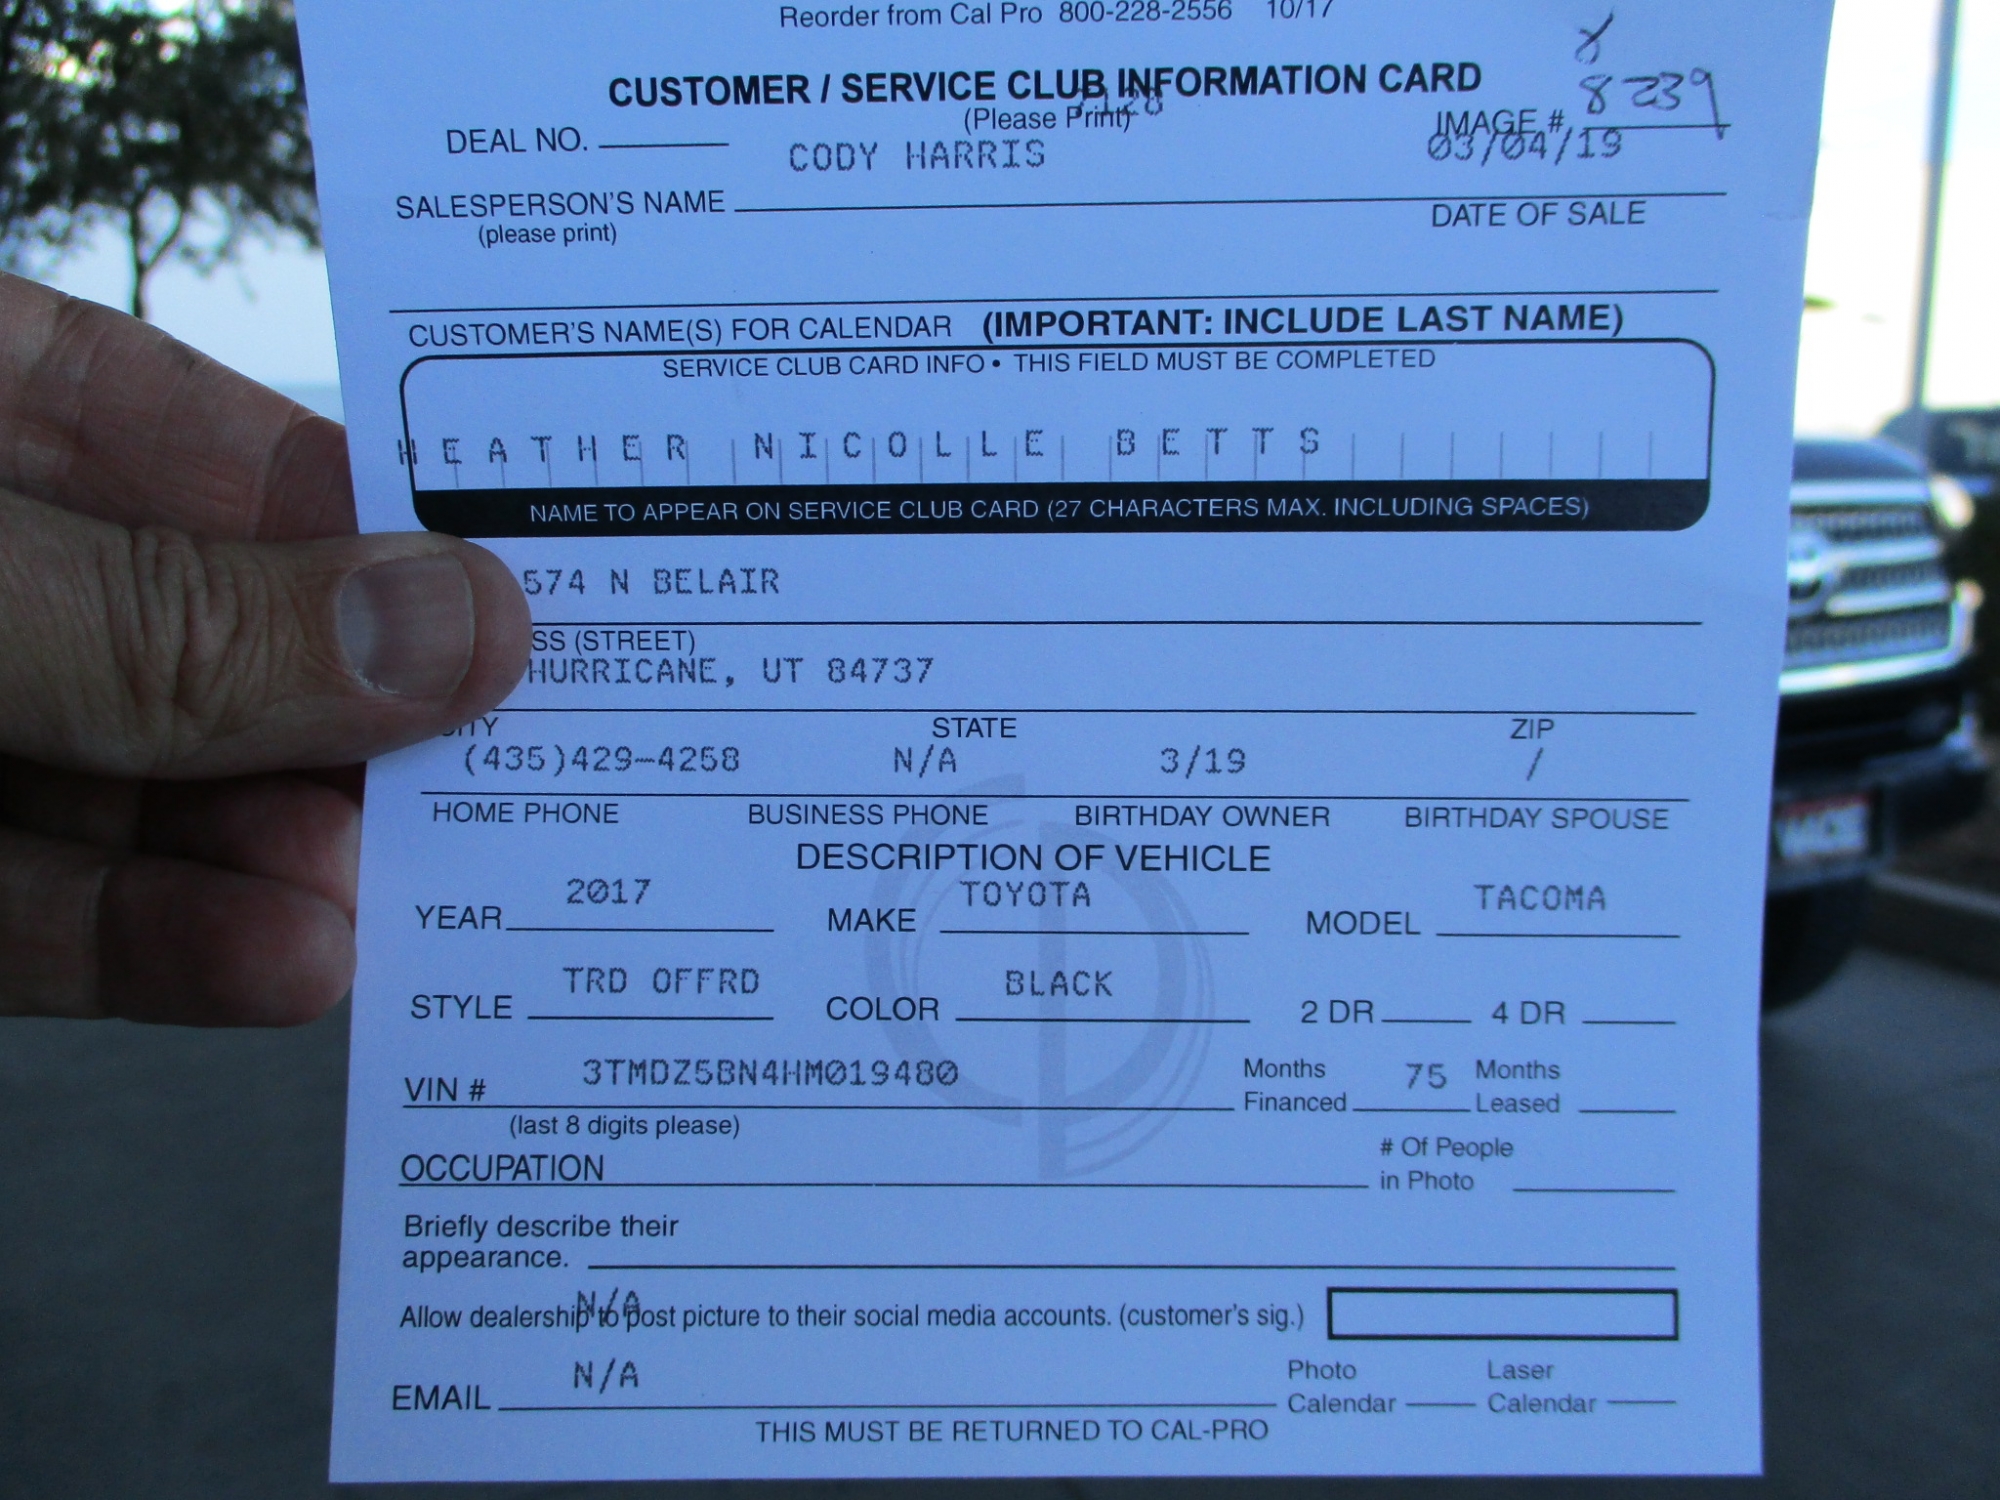 Reorder from Cal Pro 800-228-2556 10/17
CUSTOMER / SERVICE CLUB INFORMATION CARD
(Please Print)
DEAL NO. IMAGE # 8239
CODY HARRIS 03/04/19
SALESPERSON'S NAME DATE OF SALE
(please print)
CUSTOMER'S NAME(S) FOR CALENDAR (IMPORTANT: INCLUDE LAST NAME)
SERVICE CLUB CARD INFO • THIS FIELD MUST BE COMPLETED
HEATHER NICOLLE BETTS
NAME TO APPEAR ON SERVICE CLUB CARD (27 CHARACTERS MAX. INCLUDING SPACES)
574 N BELAIR
SS (STREET)
HURRICANE, UT 84737
STATE ZIP
(435)429-4258 N/A 3/19 /
HOME PHONE BUSINESS PHONE BIRTHDAY OWNER BIRTHDAY SPOUSE
DESCRIPTION OF VEHICLE
YEAR 2017 MAKE TOYOTA MODEL TACOMA
STYLE TRD OFFRD COLOR BLACK 2 DR 4 DR
VIN # 3TMDZ5BN4HM019480 Months Financed 75 Months Leased
(last 8 digits please)
OCCUPATION # Of People in Photo
Briefly describe their
appearance.
N/A
Allow dealership to post picture to their social media accounts. (customer's sig.)
EMAIL N/A Photo Calendar Laser Calendar
THIS MUST BE RETURNED TO CAL-PRO